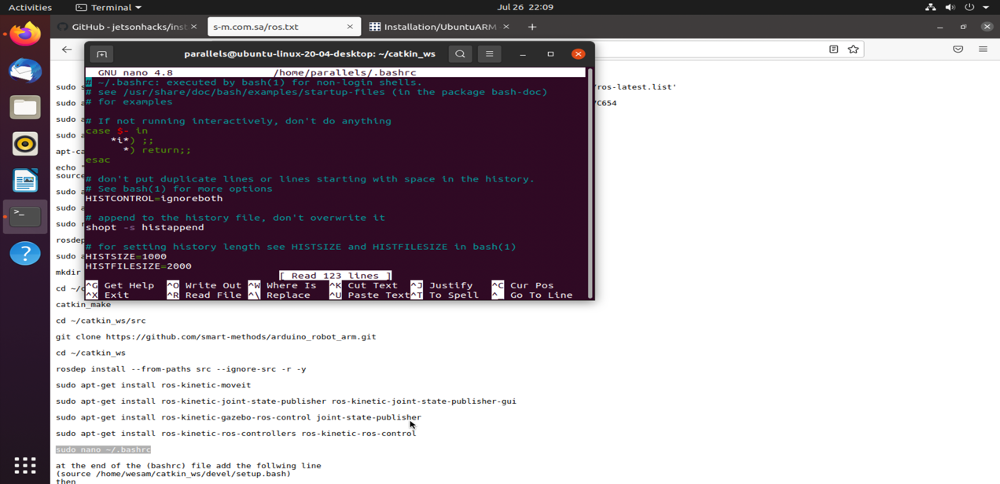 Activities
Terminal
Jul 26 22:09
GitHub - jetsonhacks/inst
s-m.com.sa/ros.txt
Installation/UbuntuARM
parallels@ubuntu-linux-20-04-desktop: ~/catkin_ws
GNU nano 4.8 /home/parallels/.bashrc
# ~/.bashrc: executed by bash(1) for non-login shells.
# see /usr/share/doc/bash/examples/startup-files (in the package bash-doc)
# for examples
# If not running interactively, don't do anything
case $- in
*i*) ;;
*) return;;
esac
# don't put duplicate lines or lines starting with space in the history.
# See bash(1) for more options
HISTCONTROL=ignoreboth
# append to the history file, don't overwrite it
shopt -s histappend
# for setting history length see HISTSIZE and HISTFILESIZE in bash(1)
HISTSIZE=1000
HISTFILESIZE=2000
[ Read 123 lines ]
^G Get Help ^O Write Out ^W Where Is ^K Cut Text ^J Justify ^C Cur Pos
^X Exit ^R Read File ^\ Replace ^U Paste Text ^T To Spell ^_ Go To Line
sudo s
/ros-latest.list'
sudo a
C654
sudo a
sudo a
apt-ca
echo "
source
sudo a
sudo a
sudo r
rosdep
sudo a
mkdir
cd ~/c
catkin_make
cd ~/catkin_ws/src
git clone https://github.com/smart-methods/arduino_robot_arm.git
cd ~/catkin_ws
rosdep install --from-paths src --ignore-src -r -y
sudo apt-get install ros-kinetic-moveit
sudo apt-get install ros-kinetic-joint-state-publisher ros-kinetic-joint-state-publisher-gui
sudo apt-get install ros-kinetic-gazebo-ros-control joint-state-publisher
sudo apt-get install ros-kinetic-ros-controllers ros-kinetic-ros-control
sudo nano ~/.bashrc
at the end of the (bashrc) file add the follwing line
(source /home/wesam/catkin_ws/devel/setup.bash)
then